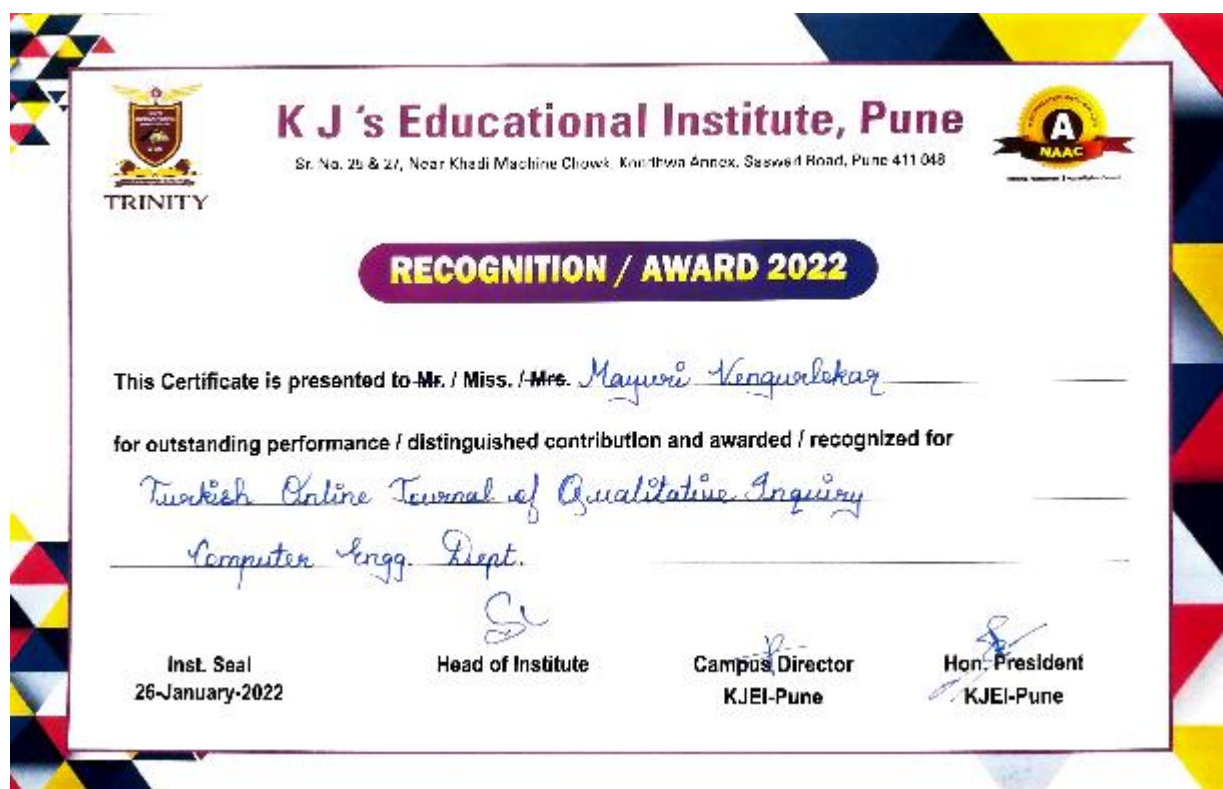 K J 's Educational Institute, Pune
Sr. No. 25 & 27, Near Khadi Machine Chowk, Kondhwa Annex, Saswad Road, Pune 411 048
TRINITY
A
NAAC
RECOGNITION / AWARD 2022
This Certificate is presented to Mr. / Miss. / Mrs. Mayuri Vengurlekar
for outstanding performance / distinguished contribution and awarded / recognized for
Turkish Online Journal of Qualitative Inquiry
Computer Engg. Dept.
Inst. Seal
26-January-2022
Head of Institute
Campus Director
KJEI-Pune
Hon. President
KJEI-Pune